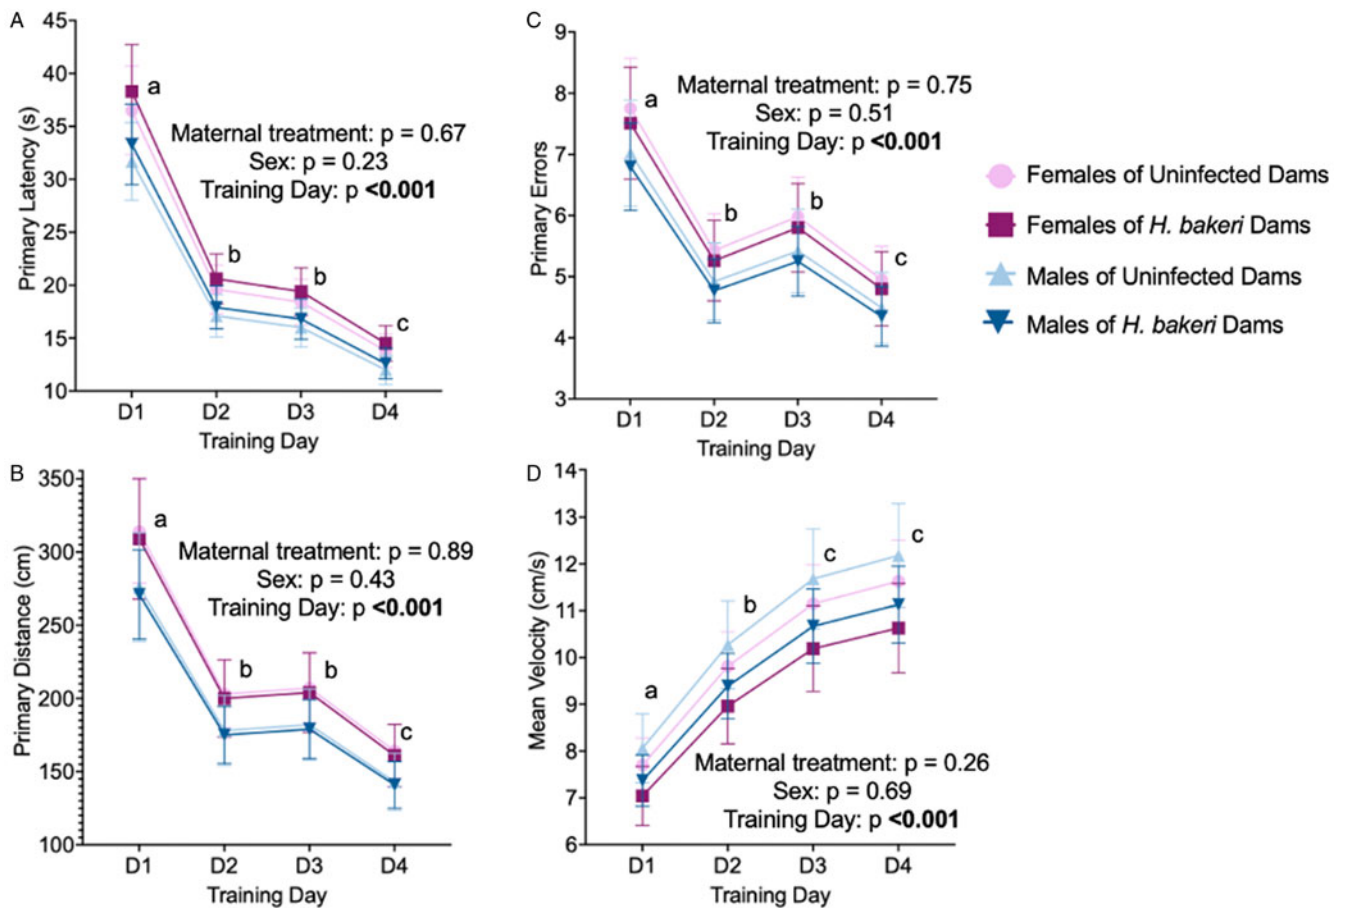 A
45
40
35
30
25
20
15
10
Primary Latency (s)
a
b
b
c
Maternal treatment: p = 0.67
Sex: p = 0.23
Training Day: p <0.001
D1 D2 D3 D4
Training Day
C
9
8
7
6
5
4
3
Primary Errors
a
b
b
c
Maternal treatment: p = 0.75
Sex: p = 0.51
Training Day: p <0.001
D1 D2 D3 D4
Training Day
Females of Uninfected Dams
Females of H. bakeri Dams
Males of Uninfected Dams
Males of H. bakeri Dams
B
350
300
250
200
150
100
Primary Distance (cm)
a
b
b
c
Maternal treatment: p = 0.89
Sex: p = 0.43
Training Day: p <0.001
D1 D2 D3 D4
Training Day
D
14
13
12
11
10
9
8
7
6
Mean Velocity (cm/s)
a
b
c
c
Maternal treatment: p = 0.26
Sex: p = 0.69
Training Day: p <0.001
D1 D2 D3 D4
Training Day